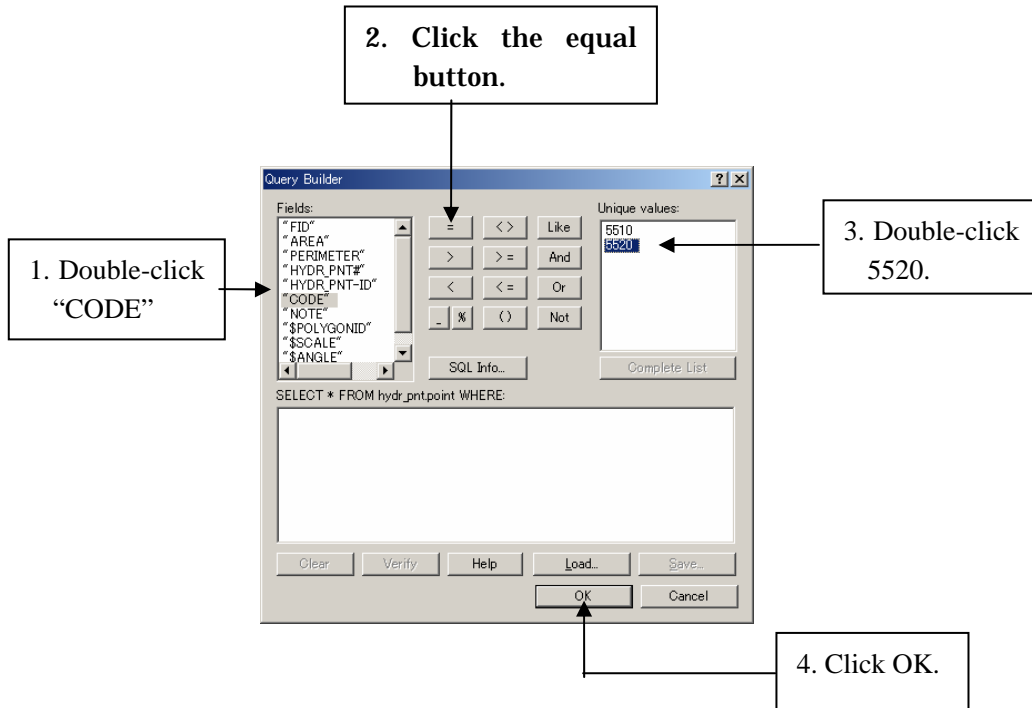 2. Click the equal
button.
Query Builder
? X
Fields:
"FID"
"AREA"
"PERIMETER"
"HYDR_PNT#"
"HYDR_PNT-ID"
"CODE"
"NOTE"
"$POLYGONID"
"$SCALE"
"$ANGLE"
= <> Like
> >= And
< <= Or
_ % () Not
SQL Info...
Unique values:
5510
5520
Complete List
1. Double-click
“CODE”
3. Double-click
5520.
SELECT * FROM hydr_pnt.point WHERE:
Clear Verify Help Load... Save...
OK Cancel
4. Click OK.